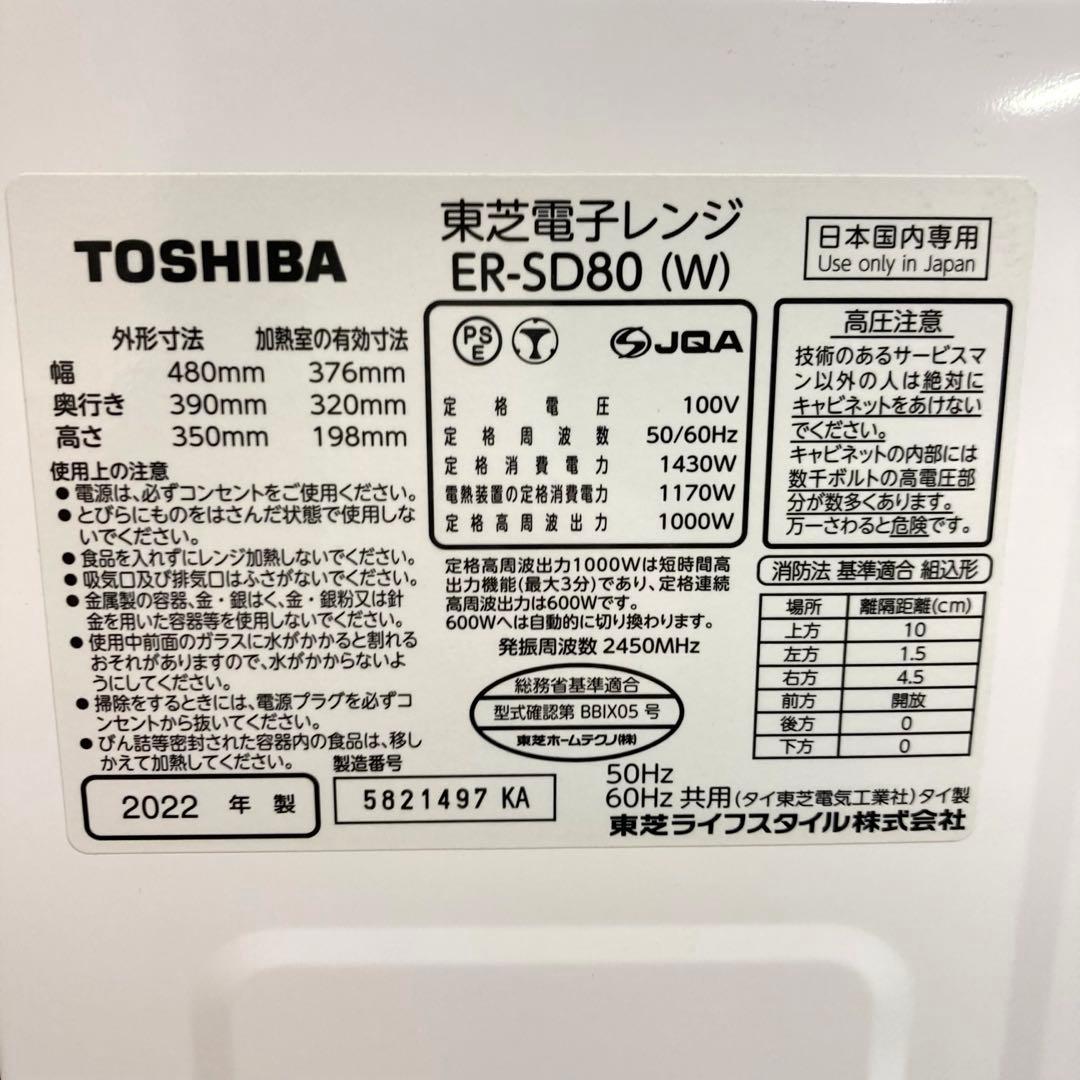 TOSHIBA
東芝電子レンジ
ER-SD80 (W)
日本国内専用
Use only in Japan
外形寸法 加熱室の有効寸法
幅 480mm 376mm
奥行き 390mm 320mm
高さ 350mm 198mm
使用上の注意
●電源は、必ずコンセントをご使用ください。
●とびらにものをはさんだ状態で使用しな
いでください。
●食品を入れずにレンジ加熱しないでください。
●吸気口及び排気口はふさがないでください。
●金属製の容器、金・銀はく、金・銀粉又は針
金を用いた容器等を使用しないでください。
●使用中前面のガラスに水がかかると割れる
おそれがありますので、水がかからないよ
うにしてください。
●掃除をするときには、電源プラグを必ずコ
ンセントから抜いてください。
●びん詰等密封された容器内の食品は、移し
かえて加熱してください。
2022 年 製
製造番号
5821497 KA
PS
E
JQA
定格電圧 100V
定格周波数 50/60Hz
定格消費電力 1430W
電熱装置の定格消費電力 1170W
定格高周波出力 1000W
定格高周波出力1000Wは短時間高
出力機能(最大3分)であり、定格連続
高周波出力は600Wです。
600Wへは自動的に切り換わります。
発振周波数 2450MHz
総務省基準適合
型式確認第 BBIX05 号
東芝ホームテクノ(株)
高圧注意
技術のあるサービスマ
ン以外の人は絶対に
キャビネットをあけない
でください。
キャビネットの内部には
数千ボルトの高電圧部
分が数多くあります。
万一さわると危険です。
消防法 基準適合 組込形
場所 離隔距離(cm)
上方 10
左方 1.5
右方 4.5
前方 開放
後方 0
下方 0
50Hz
60Hz 共用(タイ東芝電気工業社)タイ製
東芝ライフスタイル株式会社